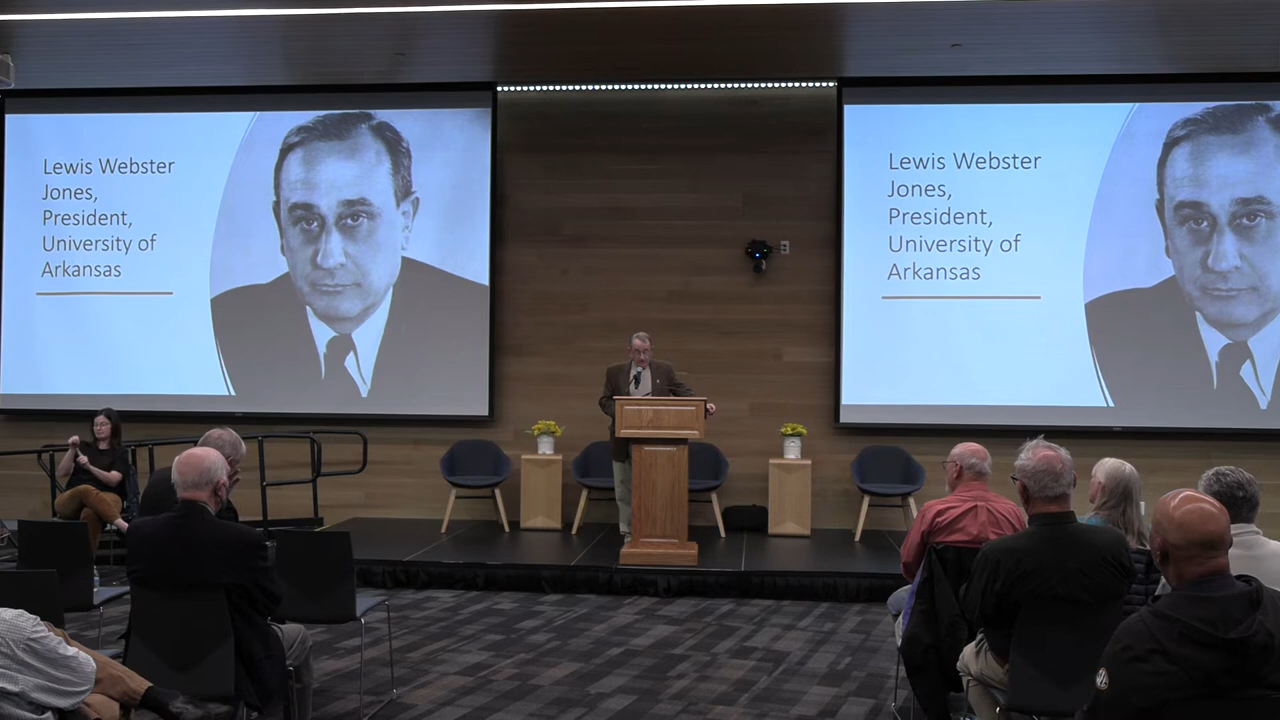 Lewis Webster
Jones,
President,
University of
Arkansas
Lewis Webster
Jones,
President,
University of
Arkansas